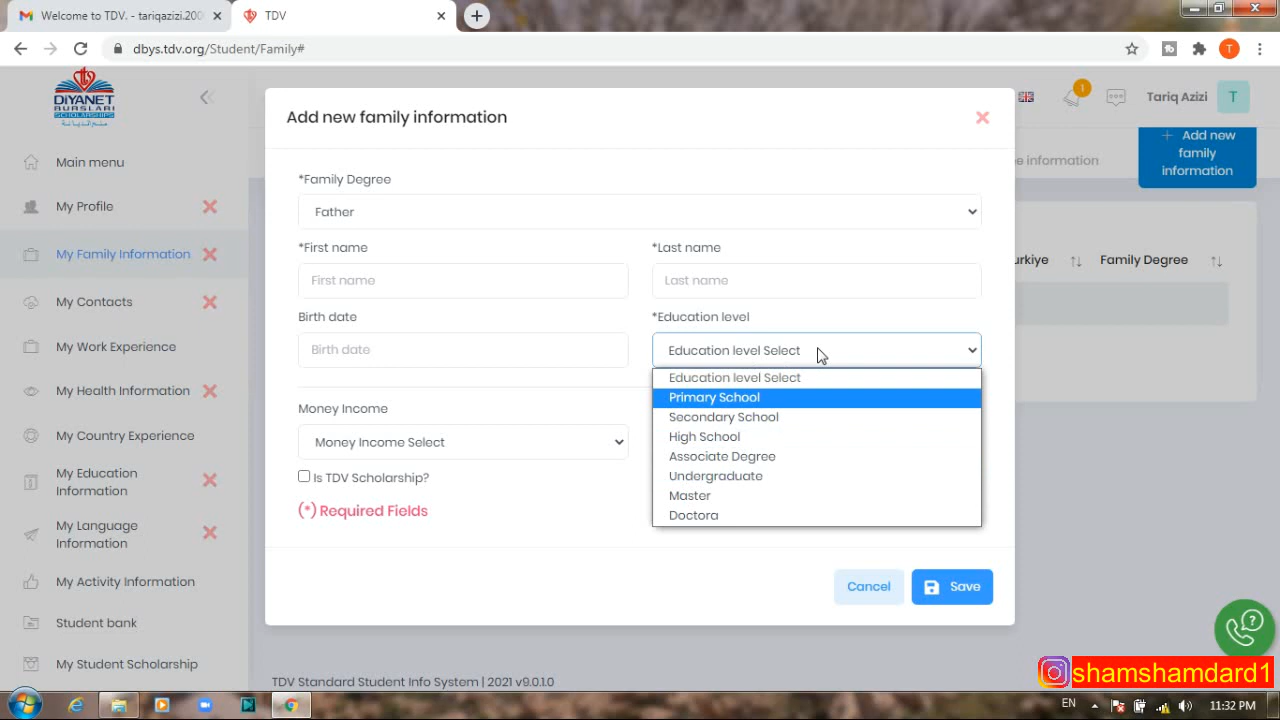 Welcome to TDV. - tariqazizi.200
TDV
dbys.tdv.org/Student/Family#
T
DİYANET
BURSLARI
SCHOLARSHIPS
Main menu
My Profile
My Family Information
My Contacts
My Work Experience
My Health Information
My Country Experience
My Education
Information
My Language
Information
My Activity Information
Student bank
My Student Scholarship
1
Tariq Azizi
T
e information
+ Add new
family
information
urkiye
Family Degree
Add new family information
*Family Degree
Father
*First name
*Last name
First name
Last name
Birth date
*Education level
Birth date
Education level Select
Education level Select
Primary School
Secondary School
High School
Associate Degree
Undergraduate
Master
Doctora
Money Income
Money Income Select
Is TDV Scholarship?
(*) Required Fields
Cancel
Save
TDV Standard Student Info System | 2021 v9.0.1.0
shamshamdard1
EN
11:32 PM